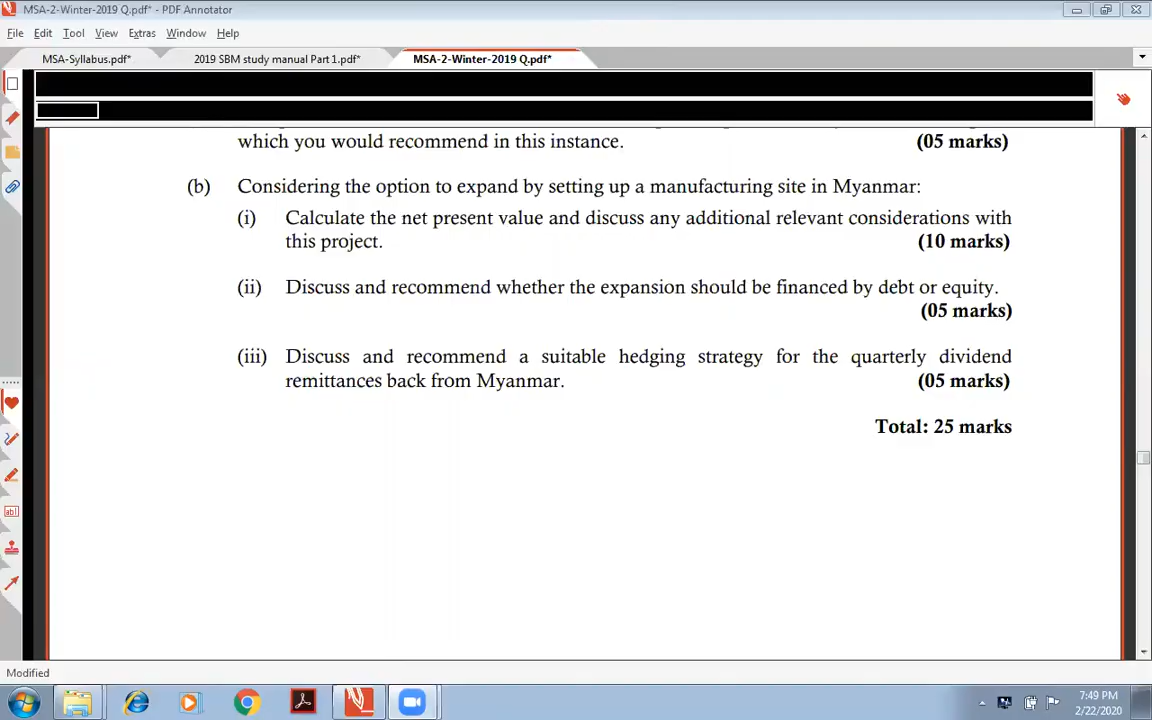 MSA-2-Winter-2019 Q.pdf* - PDF Annotator
File Edit Tool View Extras Window Help
MSA-Syllabus.pdf* 2019 SBM study manual Part 1.pdf* MSA-2-Winter-2019 Q.pdf*
which you would recommend in this instance. (05 marks)
(b) Considering the option to expand by setting up a manufacturing site in Myanmar:
(i) Calculate the net present value and discuss any additional relevant considerations with
this project. (10 marks)
(ii) Discuss and recommend whether the expansion should be financed by debt or equity.
(05 marks)
(iii) Discuss and recommend a suitable hedging strategy for the quarterly dividend
remittances back from Myanmar. (05 marks)
Total: 25 marks
Modified
7:49 PM
2/22/2020